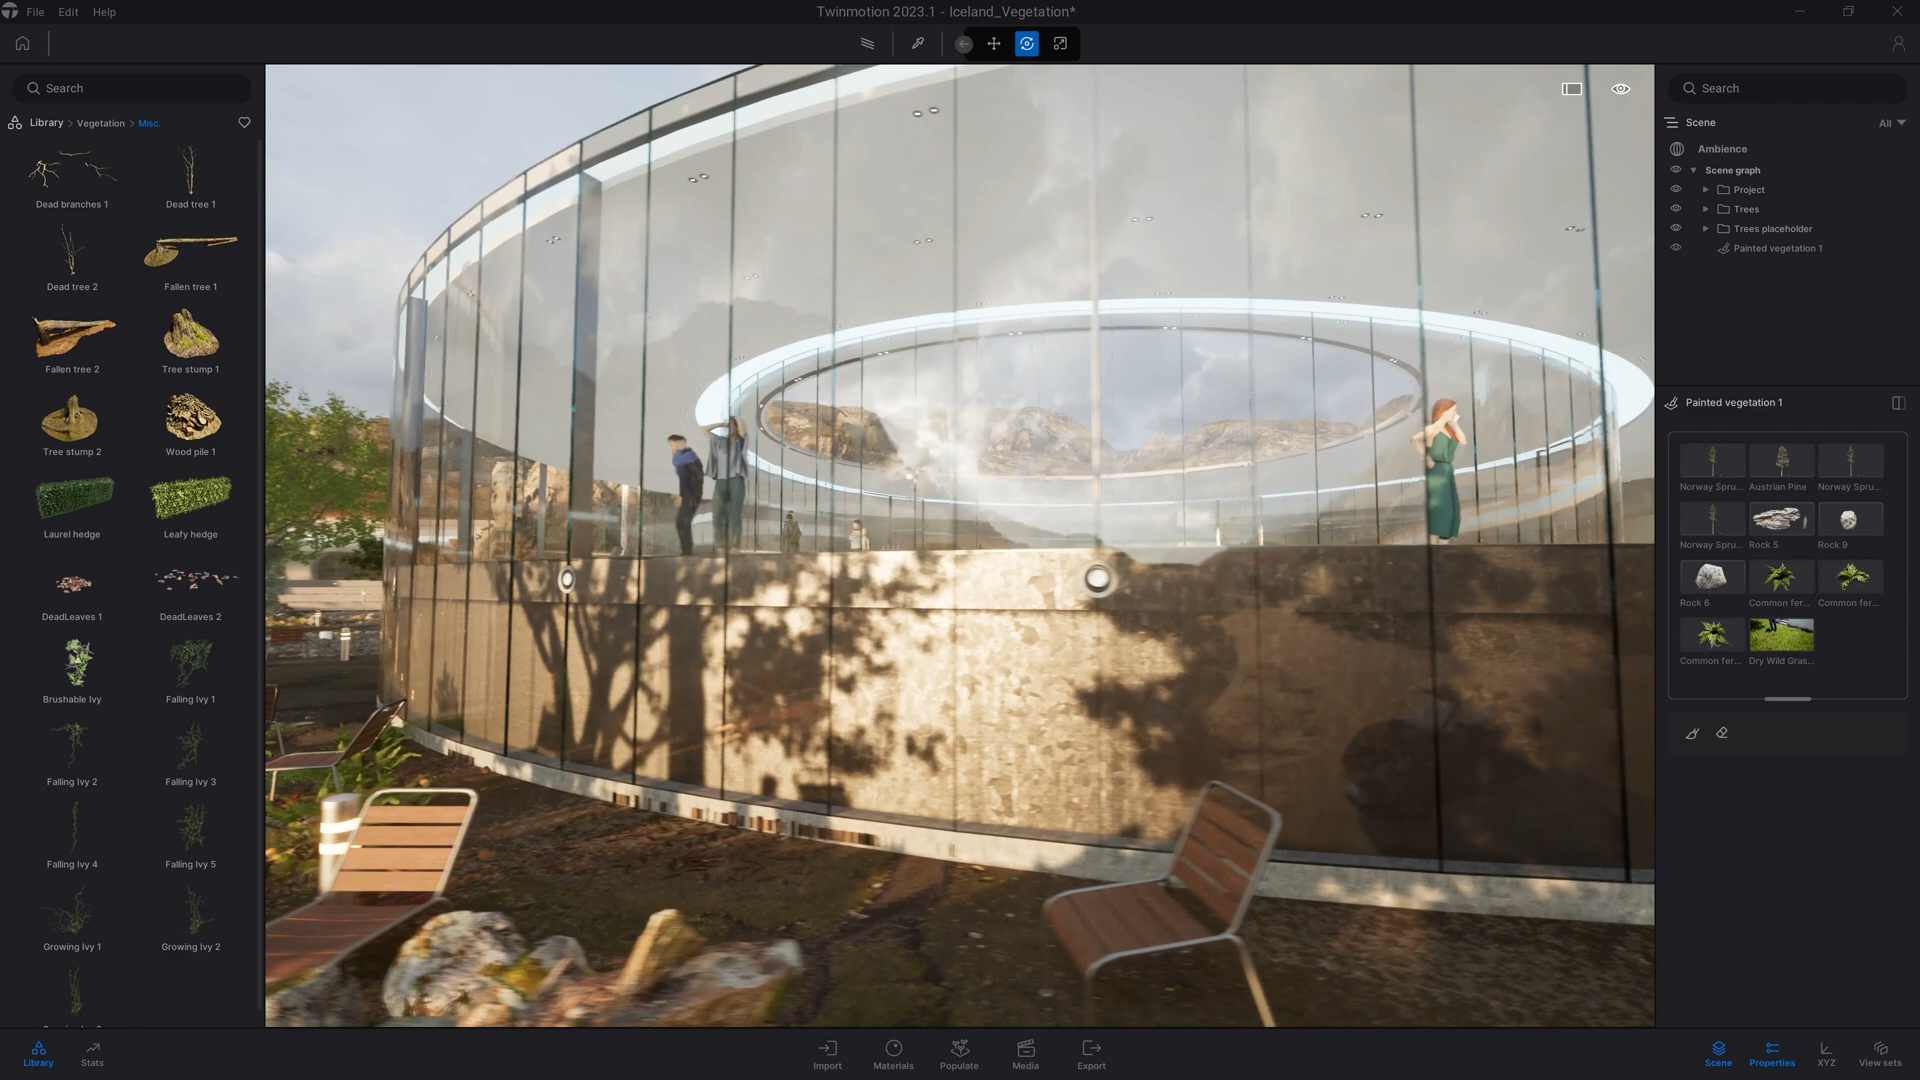 File Edit Help
Twinmotion 2023.1 - Iceland_Vegetation*
Search
Library > Vegetation > Misc.
Dead branches 1
Dead tree 1
Dead tree 2
Fallen tree 1
Fallen tree 2
Tree stump 1
Tree stump 2
Wood pile 1
Laurel hedge
Leafy hedge
DeadLeaves 1
DeadLeaves 2
Brushable Ivy
Falling Ivy 1
Falling Ivy 2
Falling Ivy 3
Falling Ivy 4
Falling Ivy 5
Growing Ivy 1
Growing Ivy 2
Search
Scene
All
Ambience
Scene graph
Project
Trees
Trees placeholder
Painted vegetation 1
Painted vegetation 1
Norway Spru... Austrian Pine Norway Spru...
Norway Spru... Rock 5 Rock 9
Rock 6 Common fer... Common fer...
Common fer... Dry Wild Gras...
Library
Stats
Import
Materials
Populate
Media
Export
Scene
Properties
XYZ
View sets